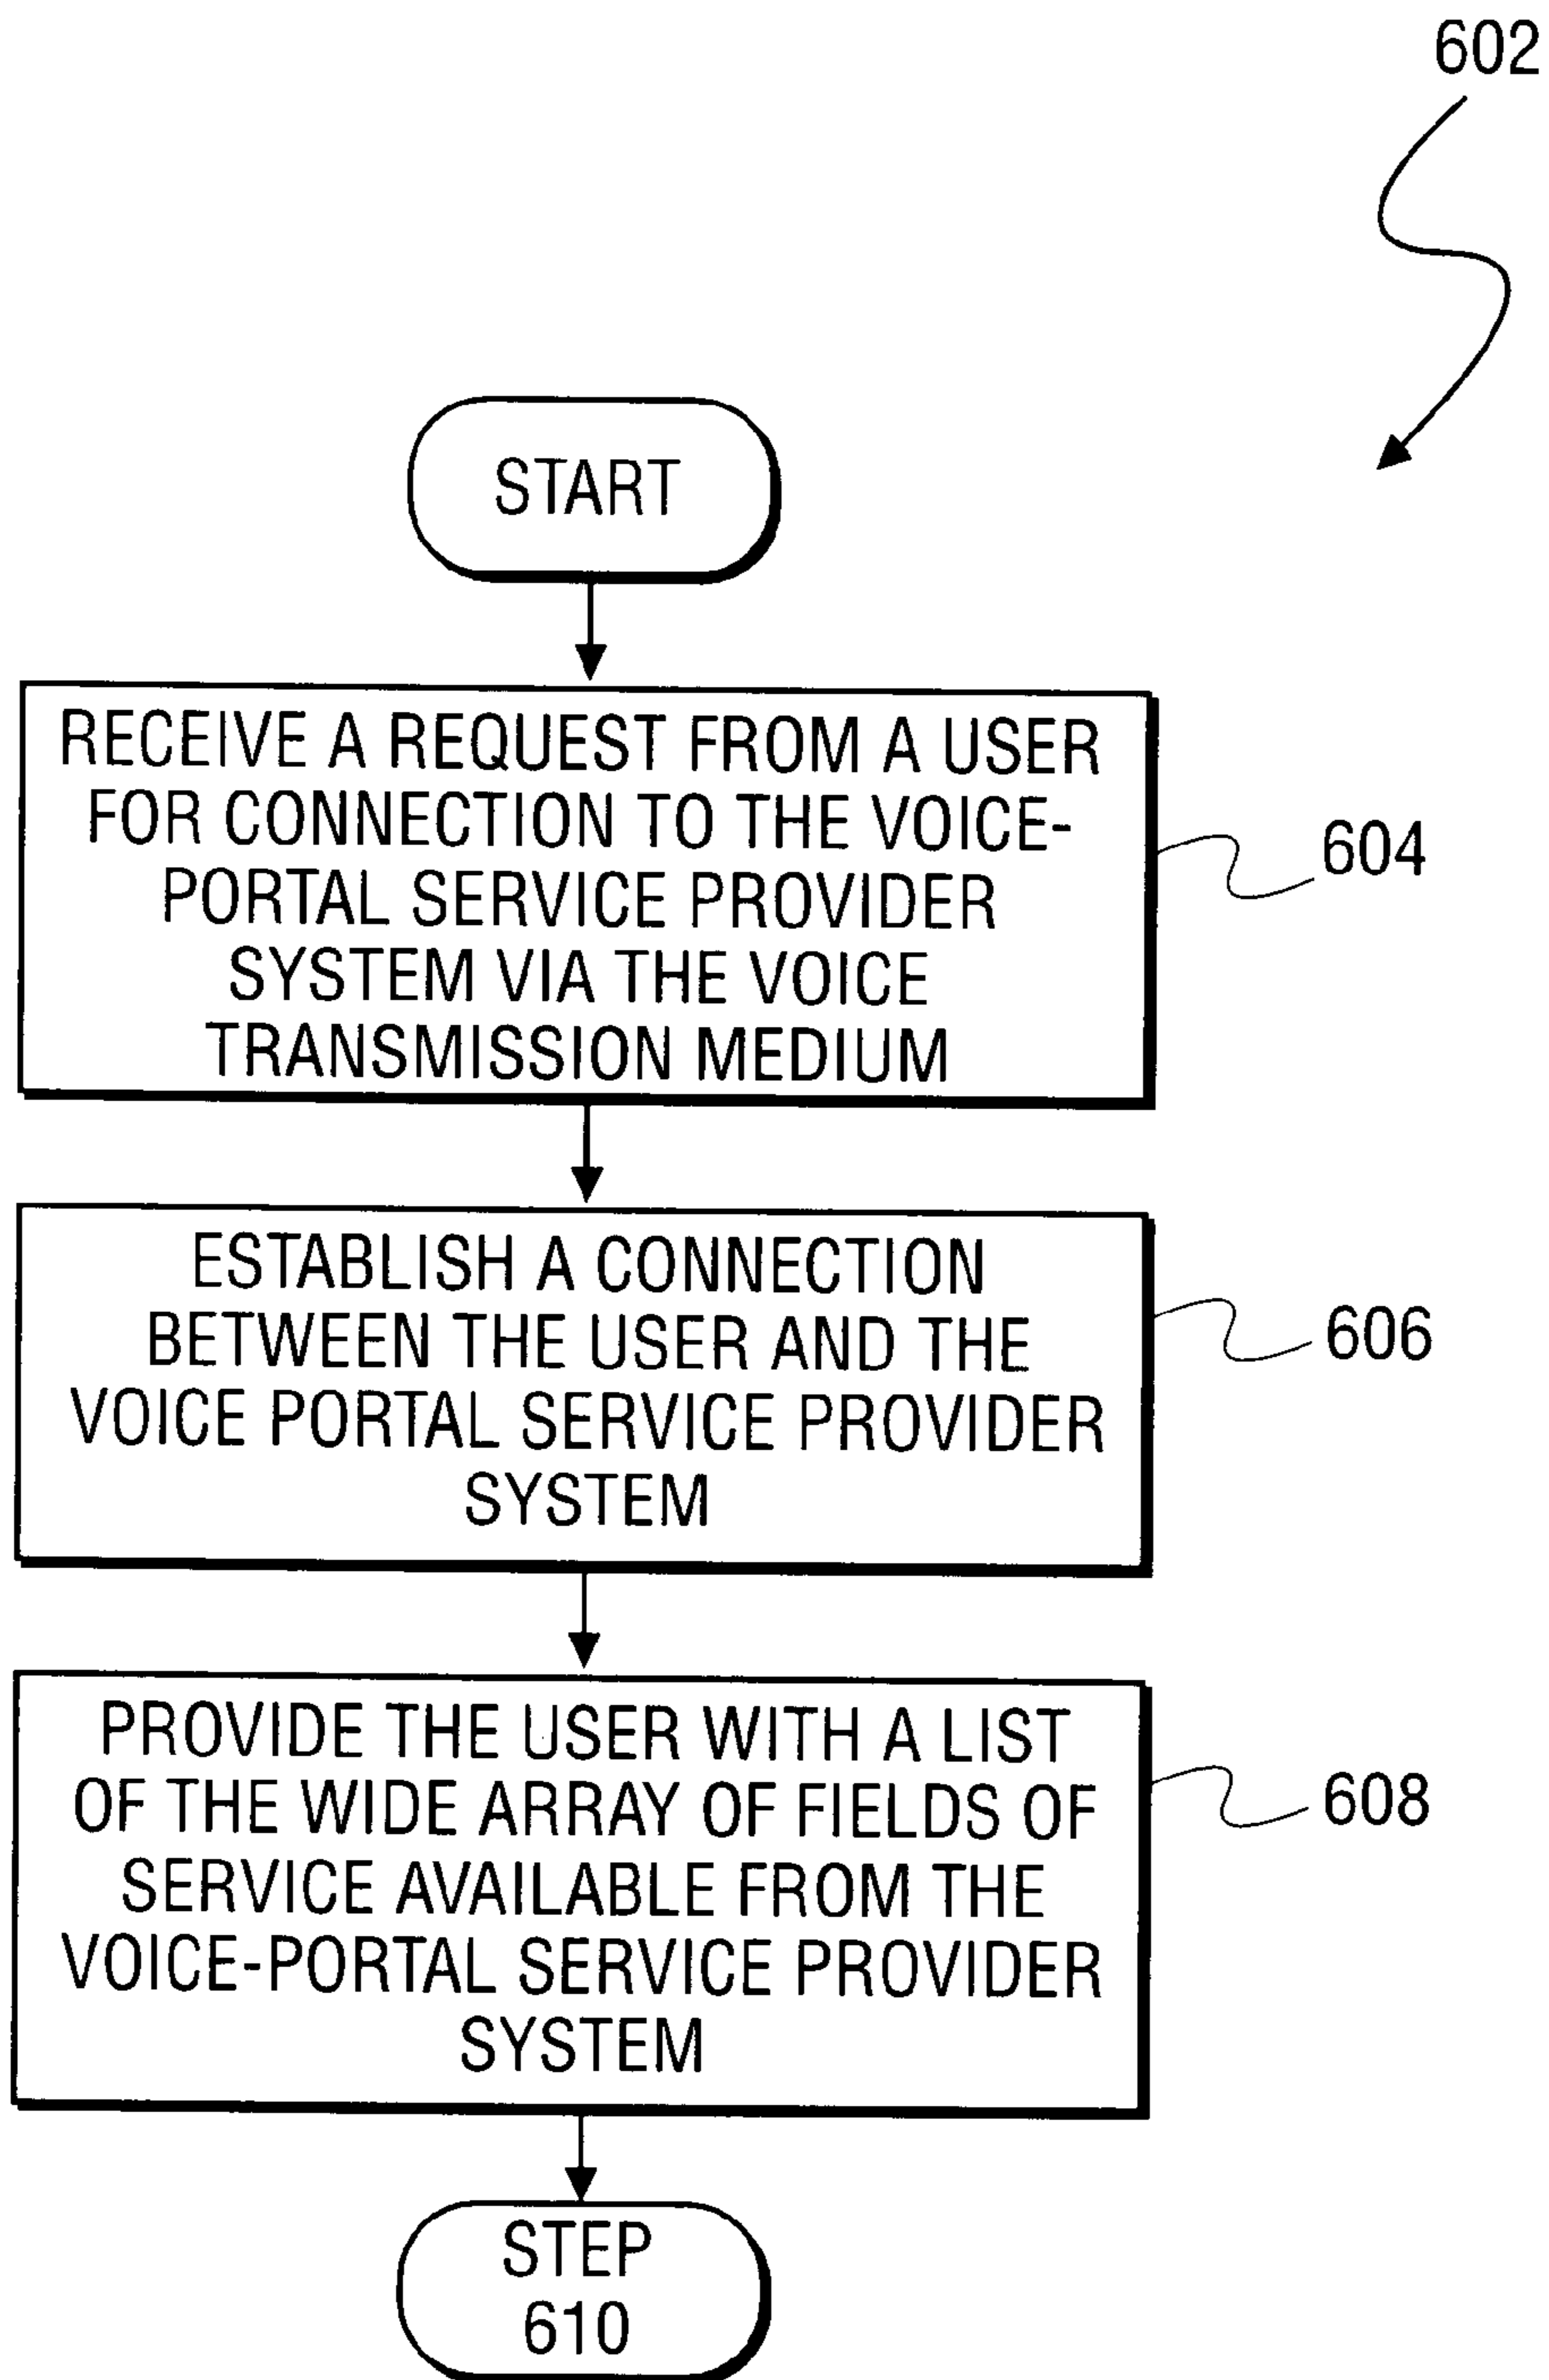 602
START
RECEIVE A REQUEST FROM A USER
FOR CONNECTION TO THE VOICE-
PORTAL SERVICE PROVIDER
SYSTEM VIA THE VOICE
TRANSMISSION MEDIUM
604
ESTABLISH A CONNECTION
BETWEEN THE USER AND THE
VOICE PORTAL SERVICE PROVIDER
SYSTEM
606
PROVIDE THE USER WITH A LIST
OF THE WIDE ARRAY OF FIELDS OF
SERVICE AVAILABLE FROM THE
VOICE-PORTAL SERVICE PROVIDER
SYSTEM
608
STEP
610